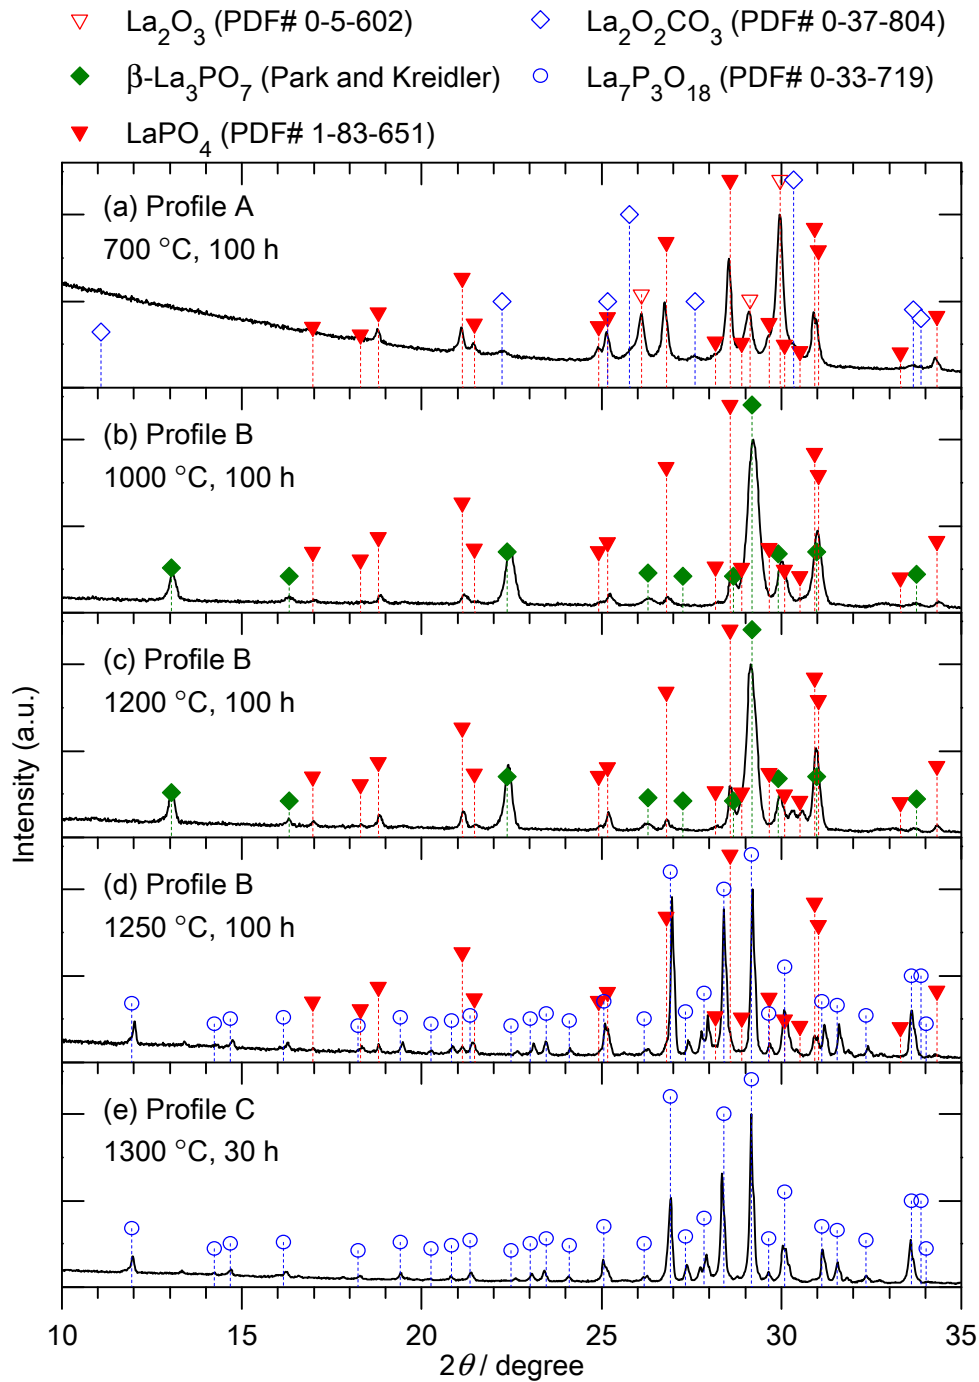 La2O3 (PDF# 0-5-602)
La2O2CO3 (PDF# 0-37-804)
β-La3PO7 (Park and Kreidler)
La7P3O18 (PDF# 0-33-719)
LaPO4 (PDF# 1-83-651)
(a) Profile A
700 °C, 100 h
(b) Profile B
1000 °C, 100 h
(c) Profile B
1200 °C, 100 h
(d) Profile B
1250 °C, 100 h
(e) Profile C
1300 °C, 30 h
Intensity (a.u.)
10 15 20 25 30 35
2θ / degree